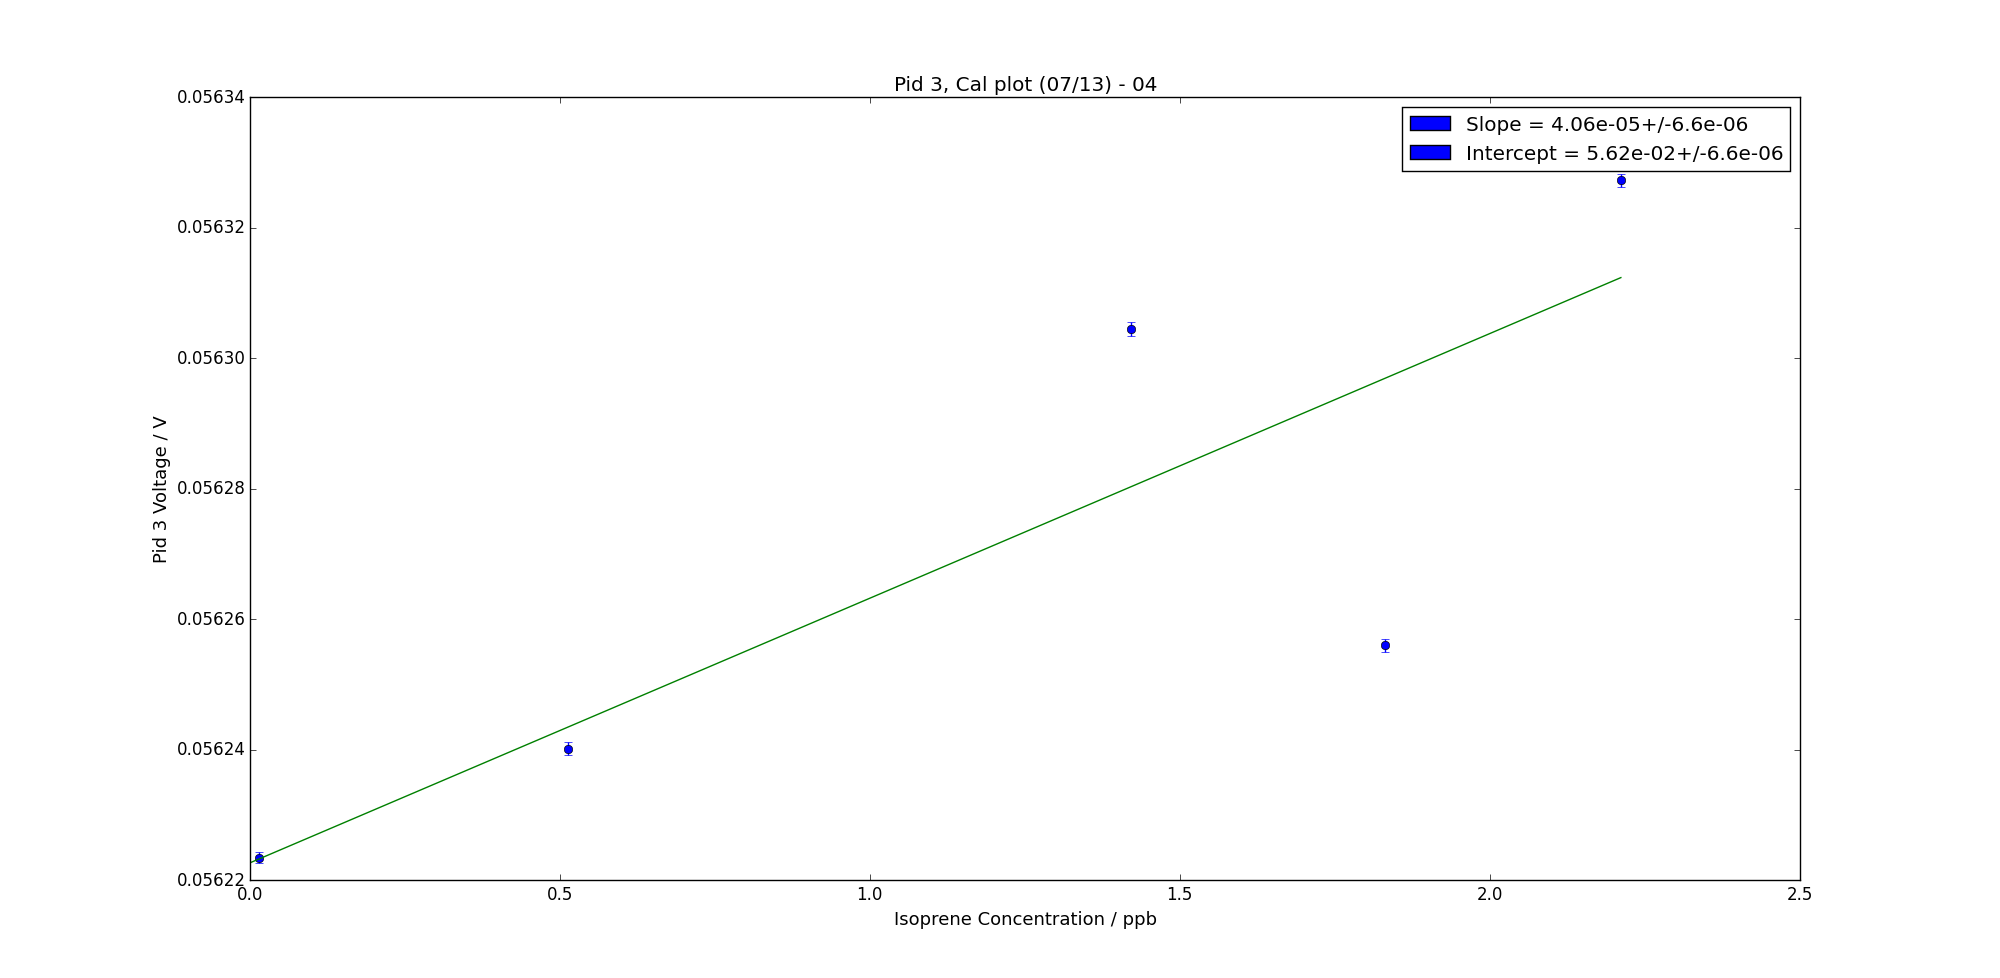 Pid 3, Cal plot (07/13) - 04
0.05634
Slope = 4.06e-05+/-6.6e-06
Intercept = 5.62e-02+/-6.6e-06
0.05632
0.05630
Pid 3 Voltage / V
0.05628
0.05626
0.05624
0.05622
0.0 0.5 1.0 1.5 2.0 2.5
Isoprene Concentration / ppb